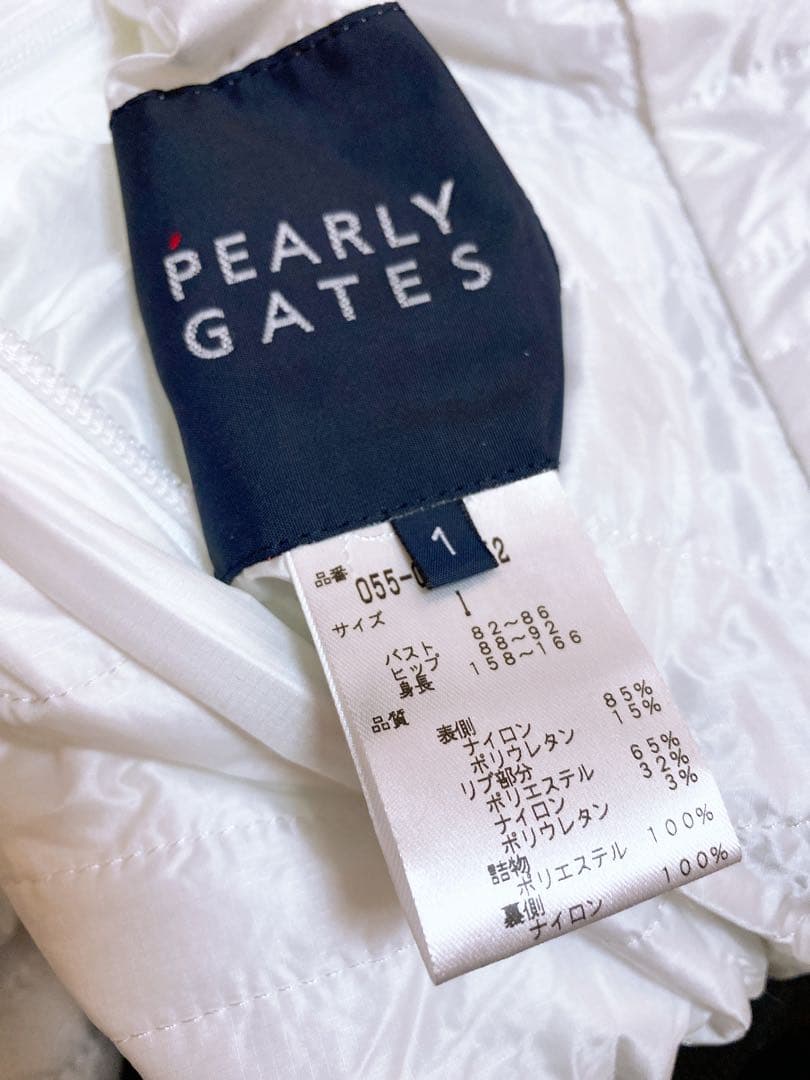 PEARLY
GATES
1
品番 055-0 2
サイズ 1
バスト 82～86
ヒップ 88～92
身長 158～166
品質 表側
ナイロン 85%
ポリウレタン 15%
リブ部分
ポリエステル 65%
ナイロン 32%
ポリウレタン 3%
詰物
ポリエステル 100%
裏側
ナイロン 100%